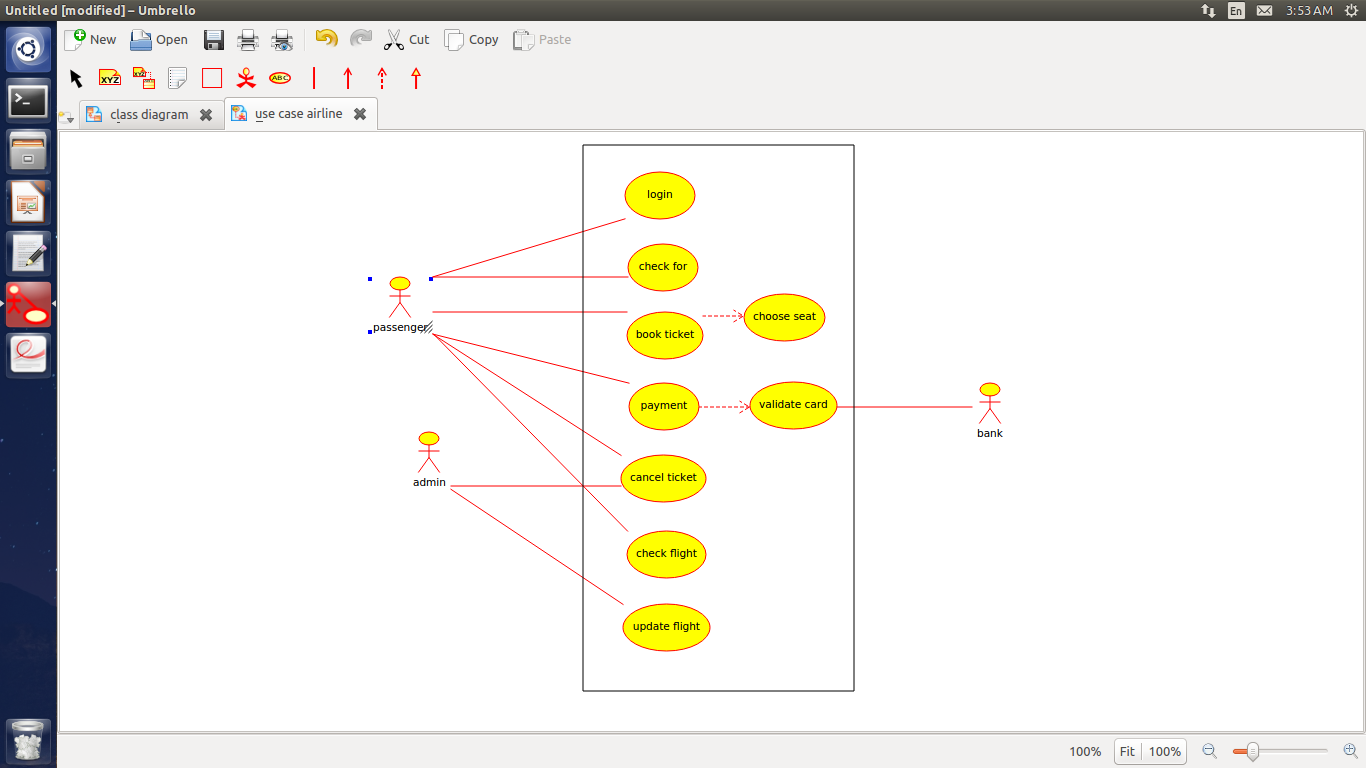 Untitled [modified] – Umbrello
En
3:53 AM
New
Open
Cut
Copy
Paste
XYZ
XYZ
ABC
class diagram
use case airline
login
check for
passenger
book ticket
choose seat
payment
validate card
bank
admin
cancel ticket
check flight
update flight
100%
Fit
100%